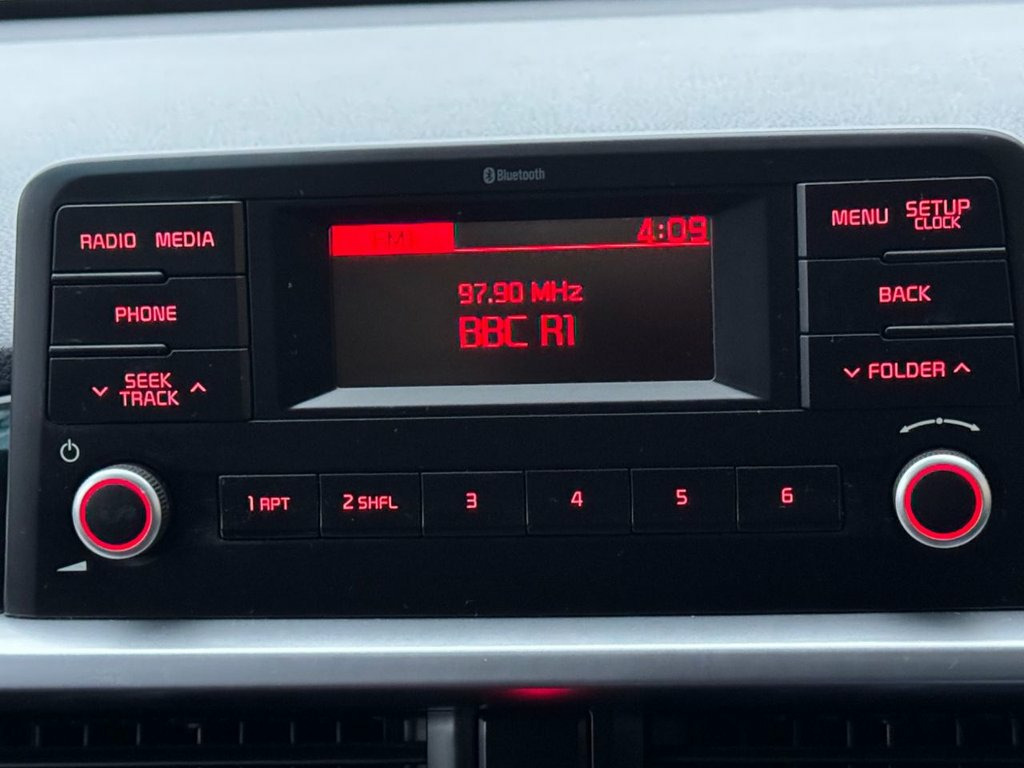 Bluetooth
RADIO MEDIA
FM1 4:09
MENU SETUP
CLOCK
PHONE
97.90 MHz
BBC R1
BACK
SEEK
TRACK
FOLDER
1 RPT 2 SHFL 3 4 5 6